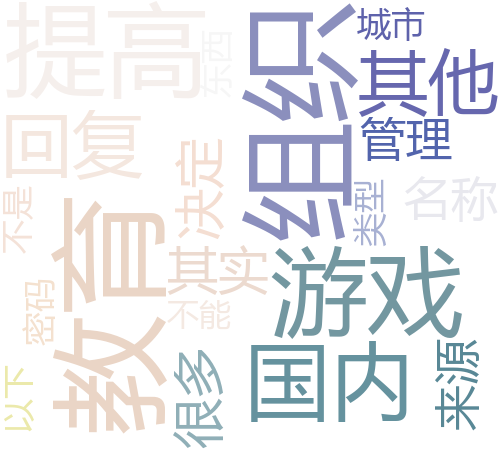 提高
组织
城市
东西
其他
回复
管理
决定
类型
名称
不是
教育
其实
游戏
密码
不能
国内
来源
很多
以下